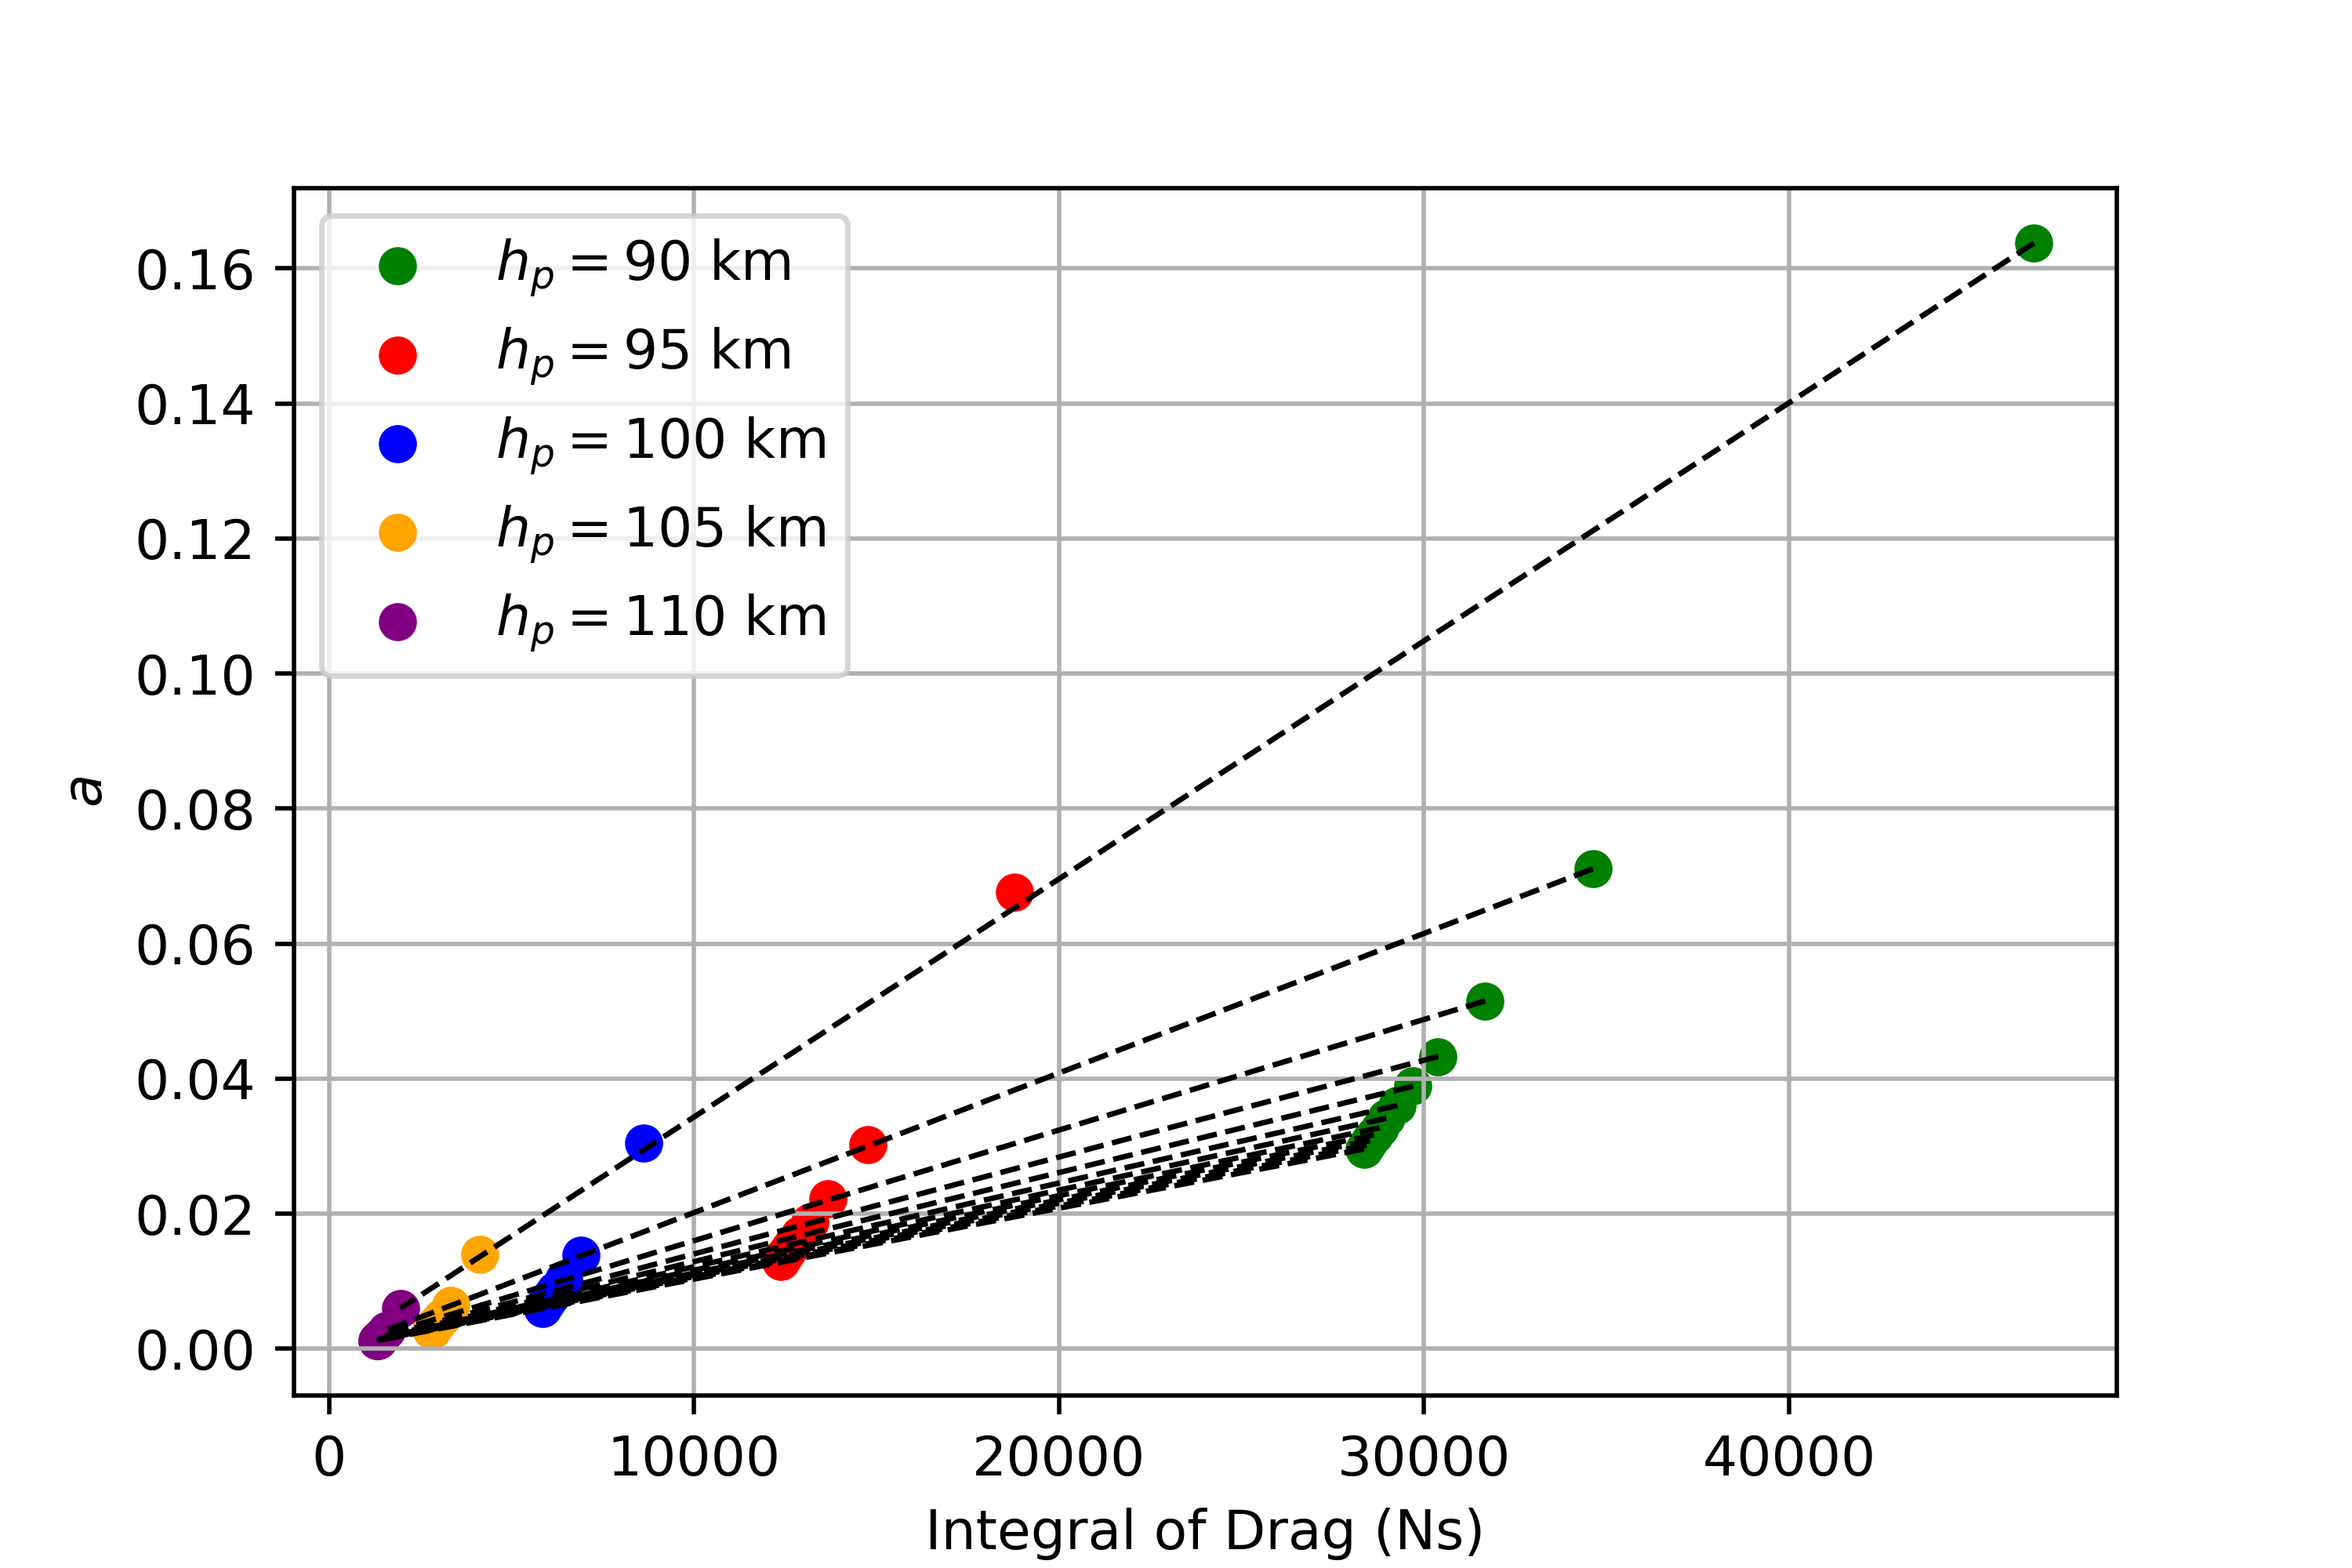 h_p = 90 km
h_p = 95 km
h_p = 100 km
h_p = 105 km
h_p = 110 km
0.16
0.14
0.12
0.10
0.08
0.06
0.04
0.02
0.00
a
0 10000 20000 30000 40000
Integral of Drag (Ns)